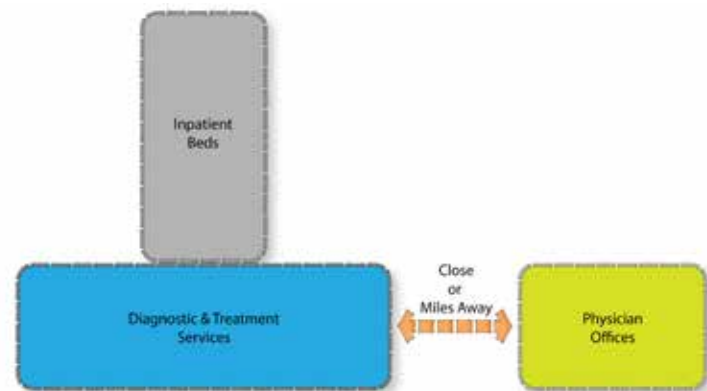 Inpatient
Beds
Close
or
Miles Away
Diagnostic & Treatment
Services
Physician
Offices